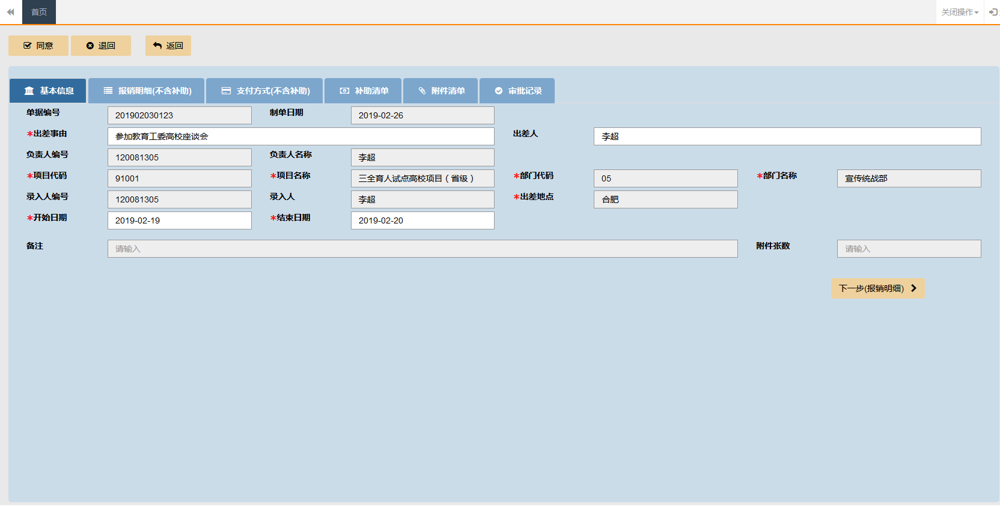 首页 关闭操作
同意 退回 返回
基本信息 报销明细(不含补助) 支付方式(不含补助) 补助清单 附件清单 审批记录
单据编号 201902030123 制单日期 2019-02-26
*出差事由 参加教育工委高校座谈会 出差人 李超
负责人编号 120081305 负责人名称 李超
*项目代码 91001 *项目名称 三全育人试点高校项目（省级） *部门代码 05 *部门名称 宣传统战部
录入人编号 120081305 录入人 李超 *出差地点 合肥
*开始日期 2019-02-19 *结束日期 2019-02-20
备注 请输入 附件张数 请输入
下一步(报销明细)